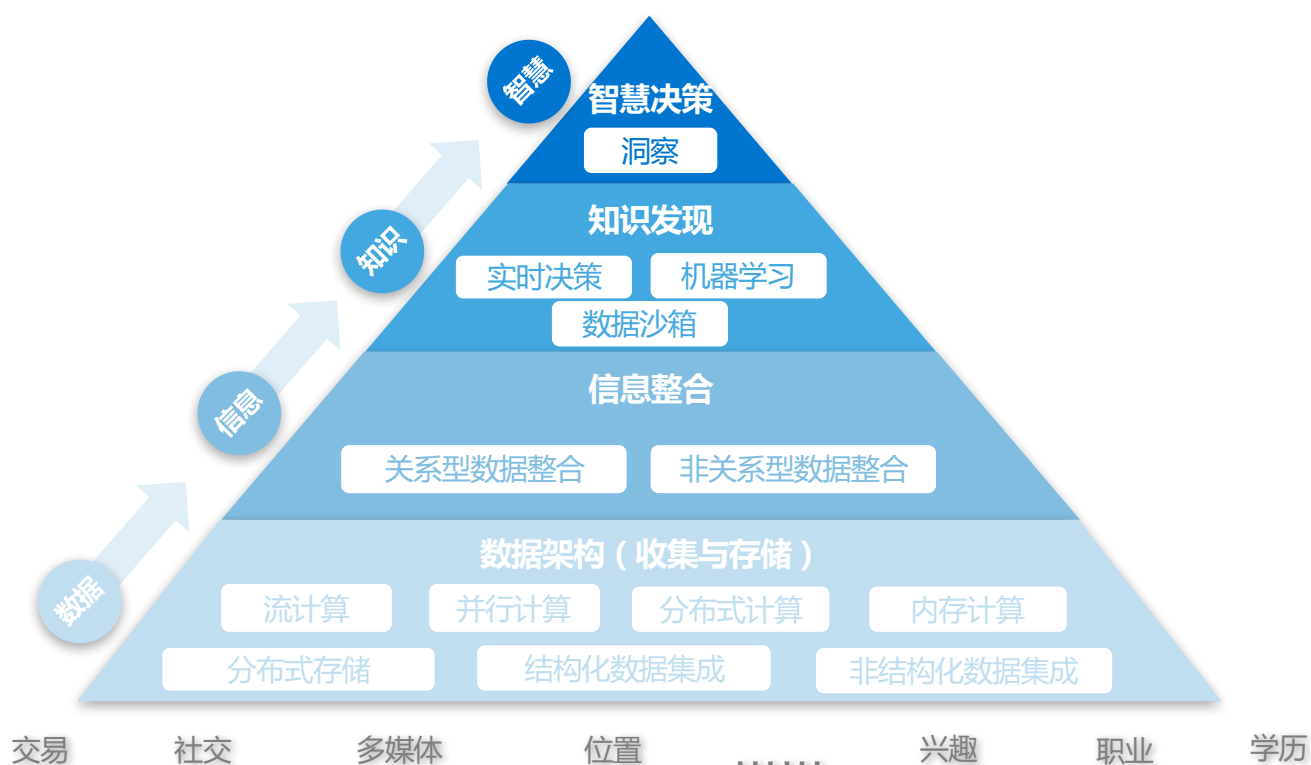 智慧
智慧决策
洞察
知识
知识发现
实时决策 机器学习
数据沙箱
信息
信息整合
关系型数据整合 非关系型数据整合
数据
数据架构（收集与存储）
流计算 并行计算 分布式计算 内存计算
分布式存储 结构化数据集成 非结构化数据集成
交易 社交 多媒体 位置 …… 兴趣 职业 学历